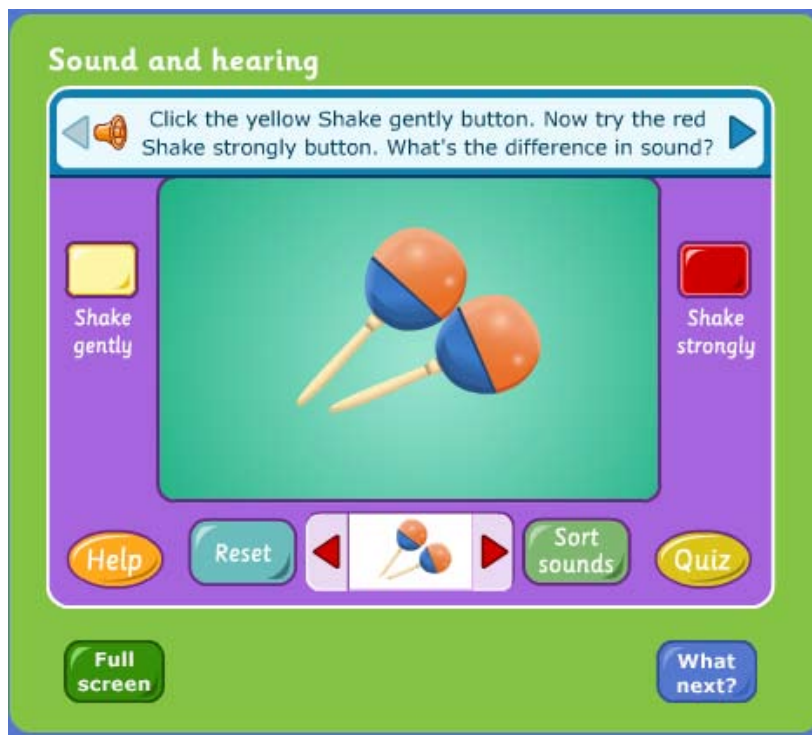 Sound and hearing
Click the yellow Shake gently button. Now try the red
Shake strongly button. What's the difference in sound?
Shake
gently
Shake
strongly
Help
Reset
Sort
sounds
Quiz
Full
screen
What
next?